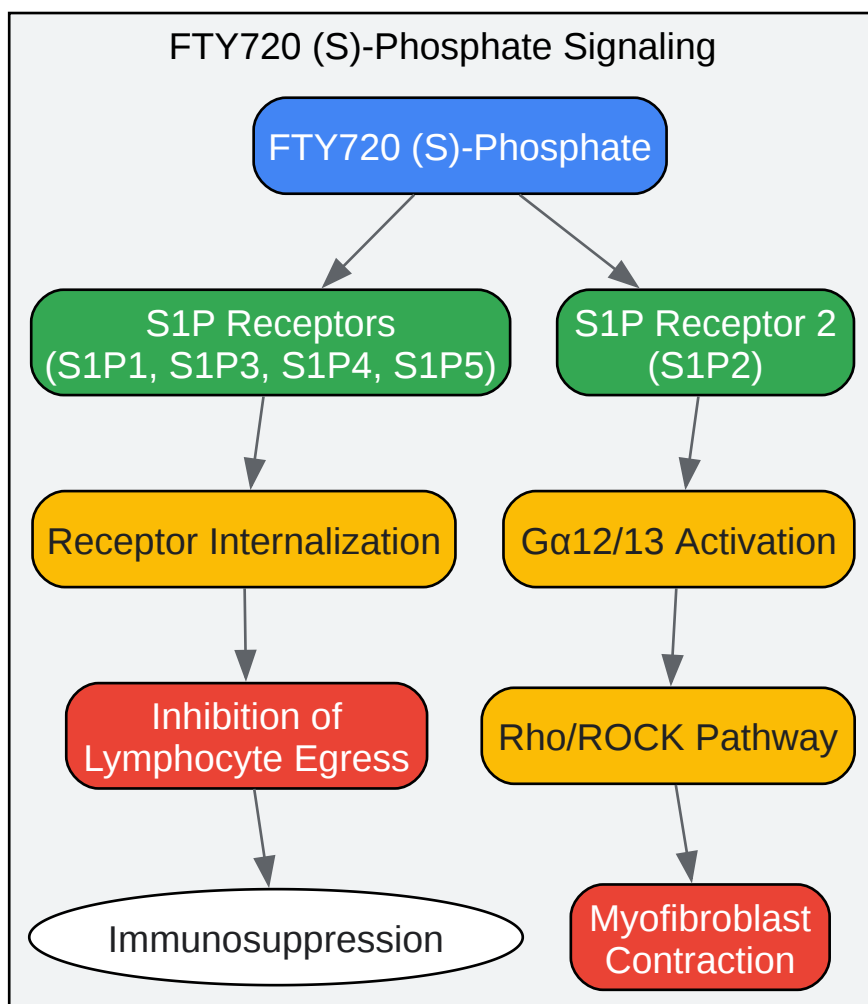 FTY720 (S)-Phosphate Signaling
FTY720 (S)-Phosphate
S1P Receptors
(S1P1, S1P3, S1P4, S1P5)
S1P Receptor 2
(S1P2)
Receptor Internalization
Gα12/13 Activation
Inhibition of
Lymphocyte Egress
Rho/ROCK Pathway
Immunosuppression
Myofibroblast
Contraction